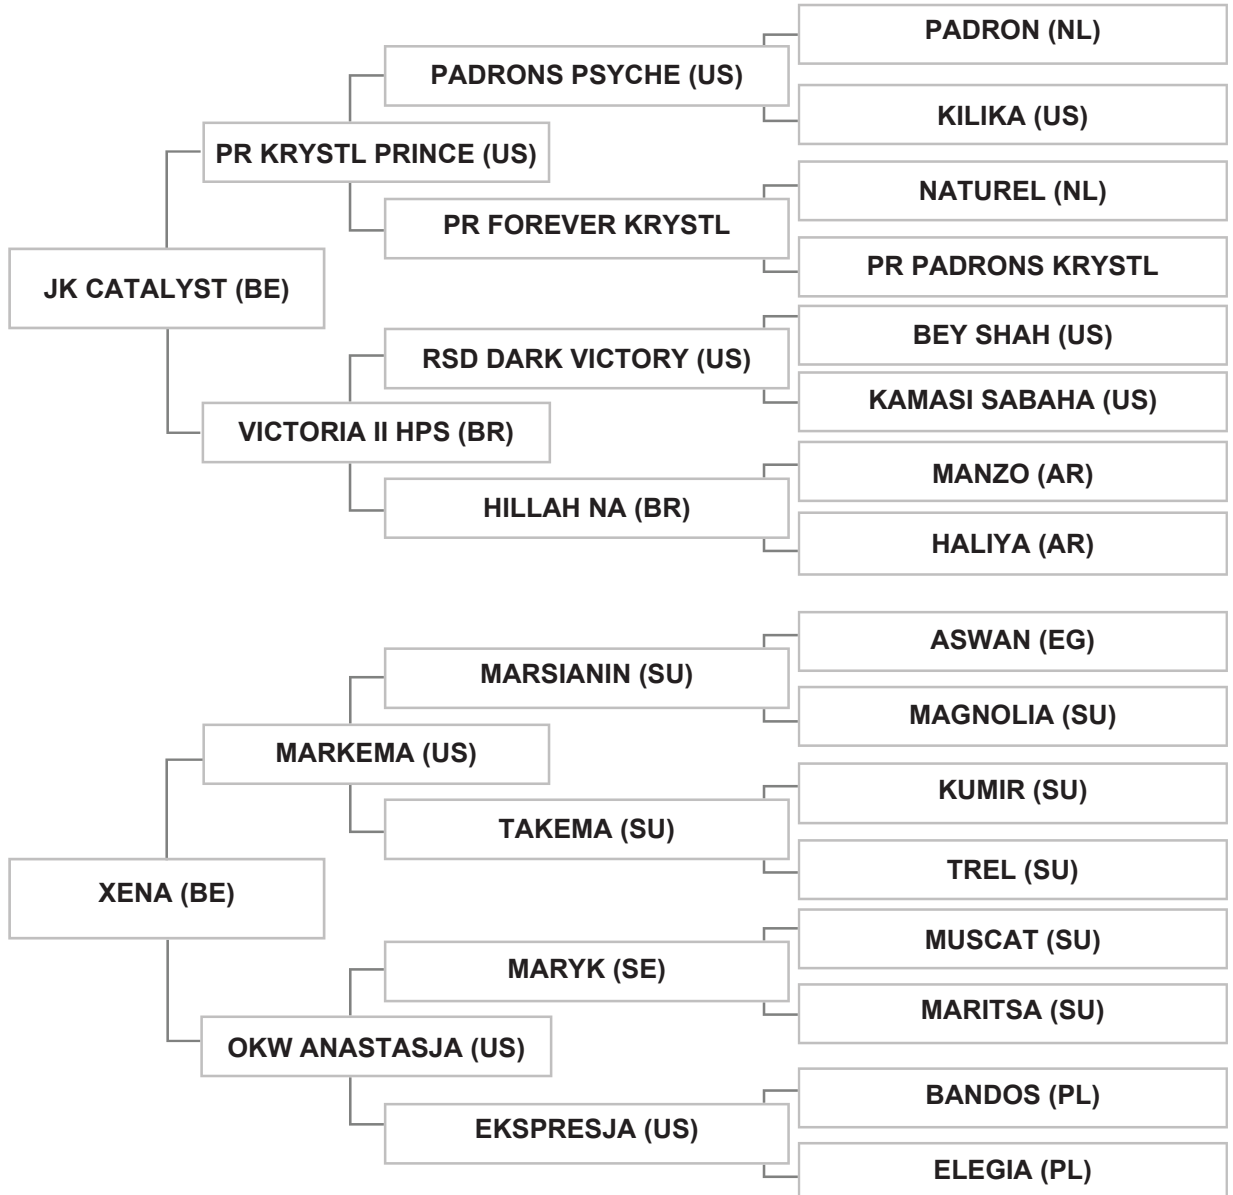 PADRON (NL)
PADRONS PSYCHE (US)
KILIKA (US)
PR KRYSTL PRINCE (US)
NATUREL (NL)
PR FOREVER KRYSTL
PR PADRONS KRYSTL
JK CATALYST (BE)
BEY SHAH (US)
RSD DARK VICTORY (US)
KAMASI SABAHA (US)
VICTORIA II HPS (BR)
MANZO (AR)
HILLAH NA (BR)
HALIYA (AR)
ASWAN (EG)
MARSIANIN (SU)
MAGNOLIA (SU)
MARKEMA (US)
KUMIR (SU)
TAKEMA (SU)
TREL (SU)
XENA (BE)
MUSCAT (SU)
MARYK (SE)
MARITSA (SU)
OKW ANASTASJA (US)
BANDOS (PL)
EKSPRESJA (US)
ELEGIA (PL)